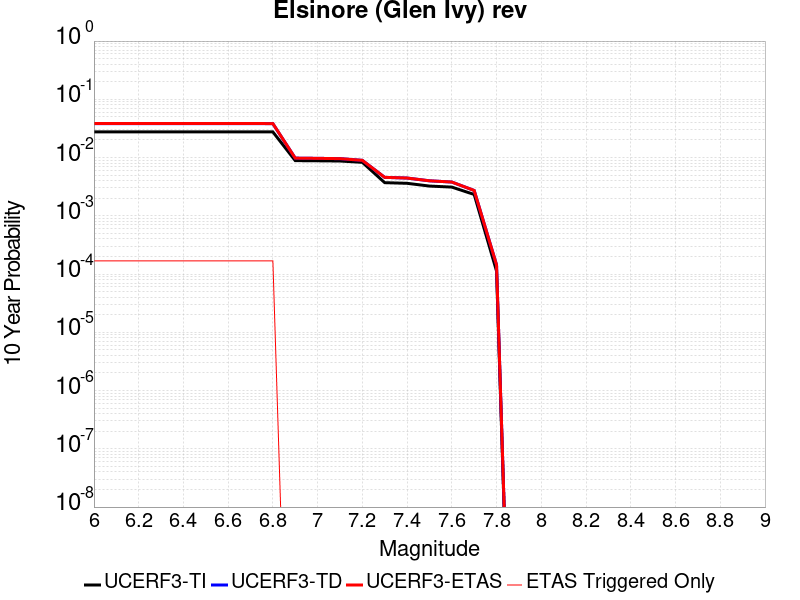 Elsinore (Glen Ivy) rev
10 0
10 -1
10 -2
10 -3
10 -4
10 -5
10 -6
10 -7
10 -8
10 Year Probability
6 6.2 6.4 6.6 6.8 7 7.2 7.4 7.6 7.8 8 8.2 8.4 8.6 8.8 9
Magnitude
UCERF3-TI UCERF3-TD UCERF3-ETAS ETAS Triggered Only